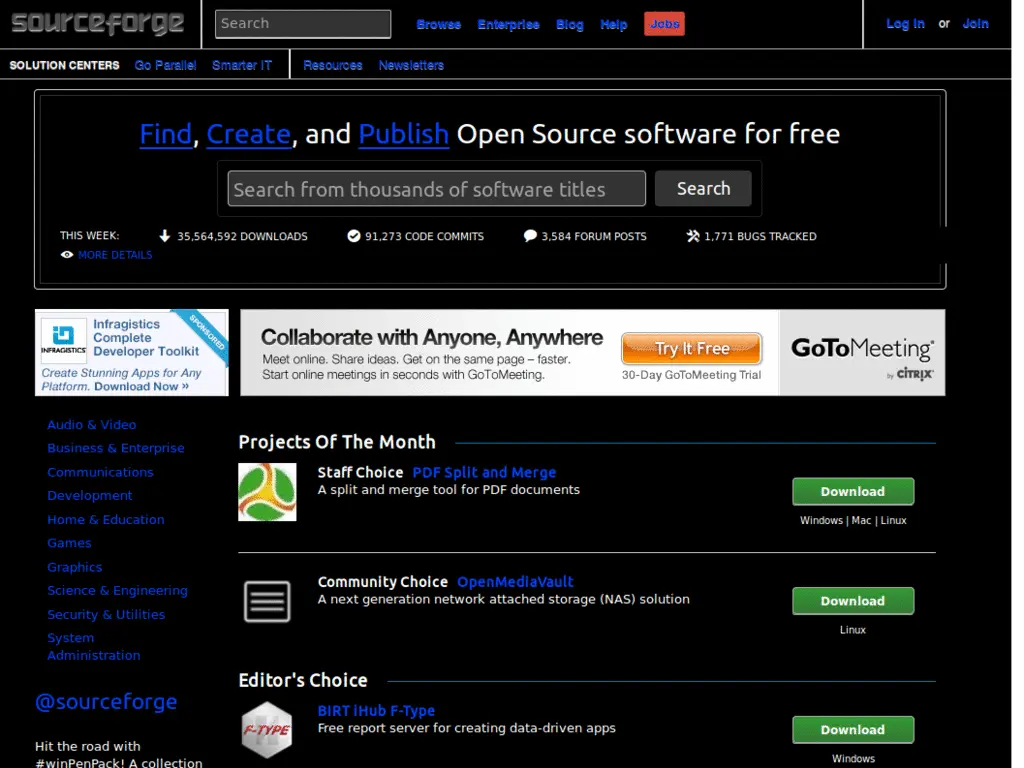 sourceforge
Search
Browse Enterprise Blog Help Jobs
Log In or Join
SOLUTION CENTERS Go Parallel Smarter IT Resources Newsletters
Find, Create, and Publish Open Source software for free
Search from thousands of software titles Search
THIS WEEK: 35,564,592 DOWNLOADS 91,273 CODE COMMITS 3,584 FORUM POSTS 1,771 BUGS TRACKED
MORE DETAILS
INFRAGISTICS
Infragistics
Complete
Developer Toolkit
SPONSORED
Create Stunning Apps for Any
Platform. Download Now »
Collaborate with Anyone, Anywhere
Meet online. Share ideas. Get on the same page – faster.
Start online meetings in seconds with GoToMeeting.
Try It Free
30-Day GoToMeeting Trial
GoToMeeting
by CITRIX
Audio & Video
Business & Enterprise
Communications
Development
Home & Education
Games
Graphics
Science & Engineering
Security & Utilities
System
Administration
@sourceforge
Hit the road with
#winPenPack! A collection
Projects Of The Month
Staff Choice PDF Split and Merge
A split and merge tool for PDF documents
Download
Windows | Mac | Linux
Community Choice OpenMediaVault
A next generation network attached storage (NAS) solution
Download
Linux
Editor's Choice
F-TYPE
BIRT iHub F-Type
Free report server for creating data-driven apps
Download
Windows